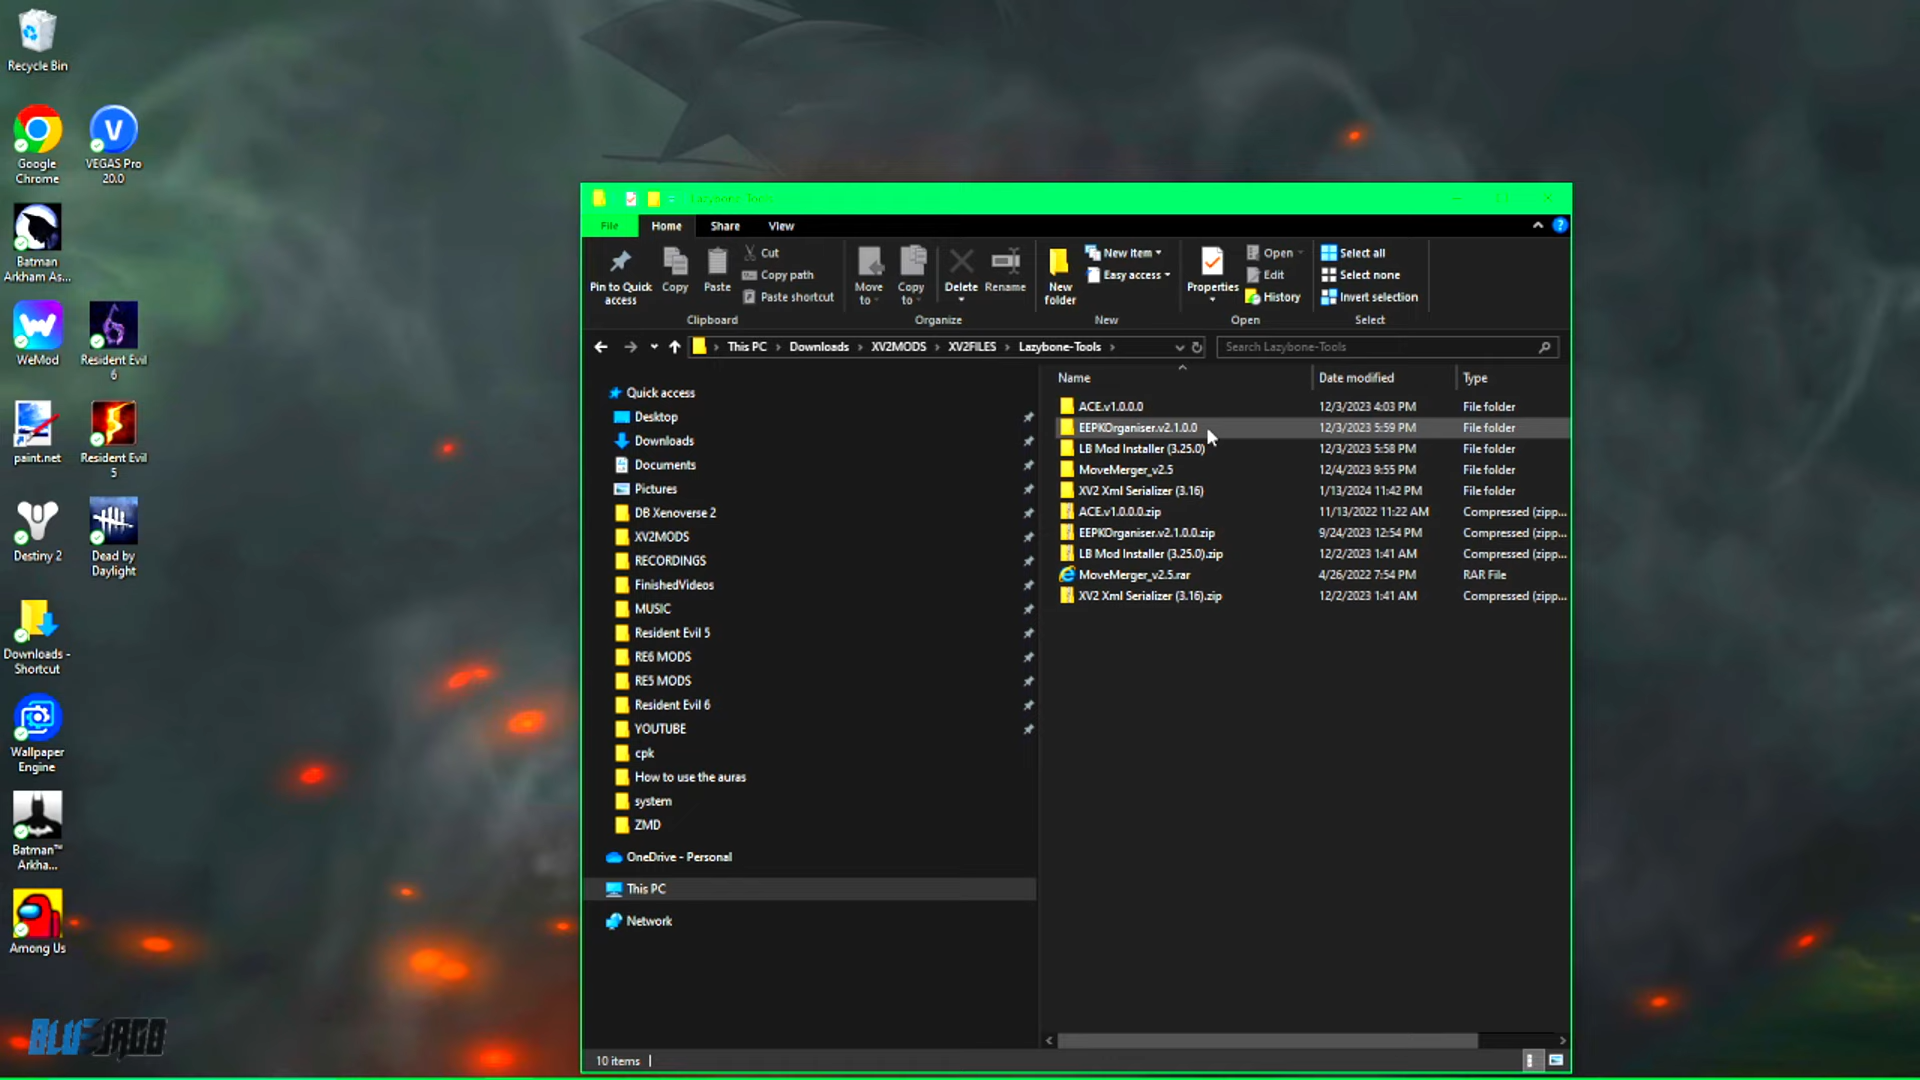 Recycle Bin
Google
Chrome
VEGAS Pro
20.0
Batman
Arkham As...
WeMod
Resident Evil
6
paint.net
Resident Evil
5
Destiny 2
Dead by
Daylight
Downloads -
Shortcut
Wallpaper
Engine
Batman™
Arkha...
Among Us
BLUEJAGO
Lazybone-Tools
File
Home
Share
View
Pin to Quick
access
Copy
Paste
Cut
Copy path
Paste shortcut
Clipboard
Move
to
Copy
to
Delete
Rename
Organize
New
folder
New item
Easy access
New
Properties
Open
Edit
History
Open
Select all
Select none
Invert selection
Select
This PC > Downloads > XV2MODS > XV2FILES > Lazybone-Tools >
Search Lazybone-Tools
Quick access
Desktop
Downloads
Documents
Pictures
DB Xenoverse 2
XV2MODS
RECORDINGS
FinishedVideos
MUSIC
Resident Evil 5
RE6 MODS
RE5 MODS
Resident Evil 6
YOUTUBE
cpk
How to use the auras
system
ZMD
OneDrive - Personal
This PC
Network
Name Date modified Type
ACE.v1.0.0.0 12/3/2023 4:03 PM File folder
EEPKOrganiser.v2.1.0.0 12/3/2023 5:59 PM File folder
LB Mod Installer (3.25.0) 12/3/2023 5:58 PM File folder
MoveMerger_v2.5 12/4/2023 9:55 PM File folder
XV2 Xml Serializer (3.16) 1/13/2024 11:42 PM File folder
ACE.v1.0.0.0.zip 11/13/2022 11:22 AM Compressed (zipp...
EEPKOrganiser.v2.1.0.0.zip 9/24/2023 12:54 PM Compressed (zipp...
LB Mod Installer (3.25.0).zip 12/2/2023 1:41 AM Compressed (zipp...
MoveMerger_v2.5.rar 4/26/2022 7:54 PM RAR File
XV2 Xml Serializer (3.16).zip 12/2/2023 1:41 AM Compressed (zipp...
10 items